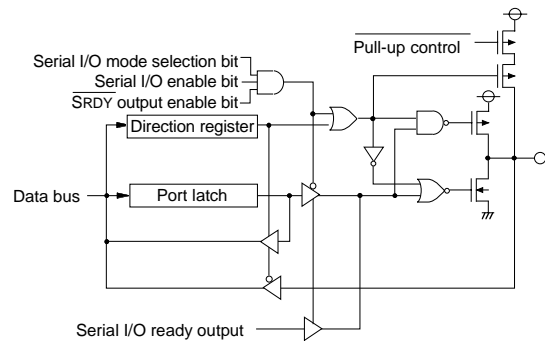 Pull-up control
Serial I/O mode selection bit
Serial I/O enable bit
SRDY output enable bit
Direction register
Data bus
Port latch
Serial I/O ready output